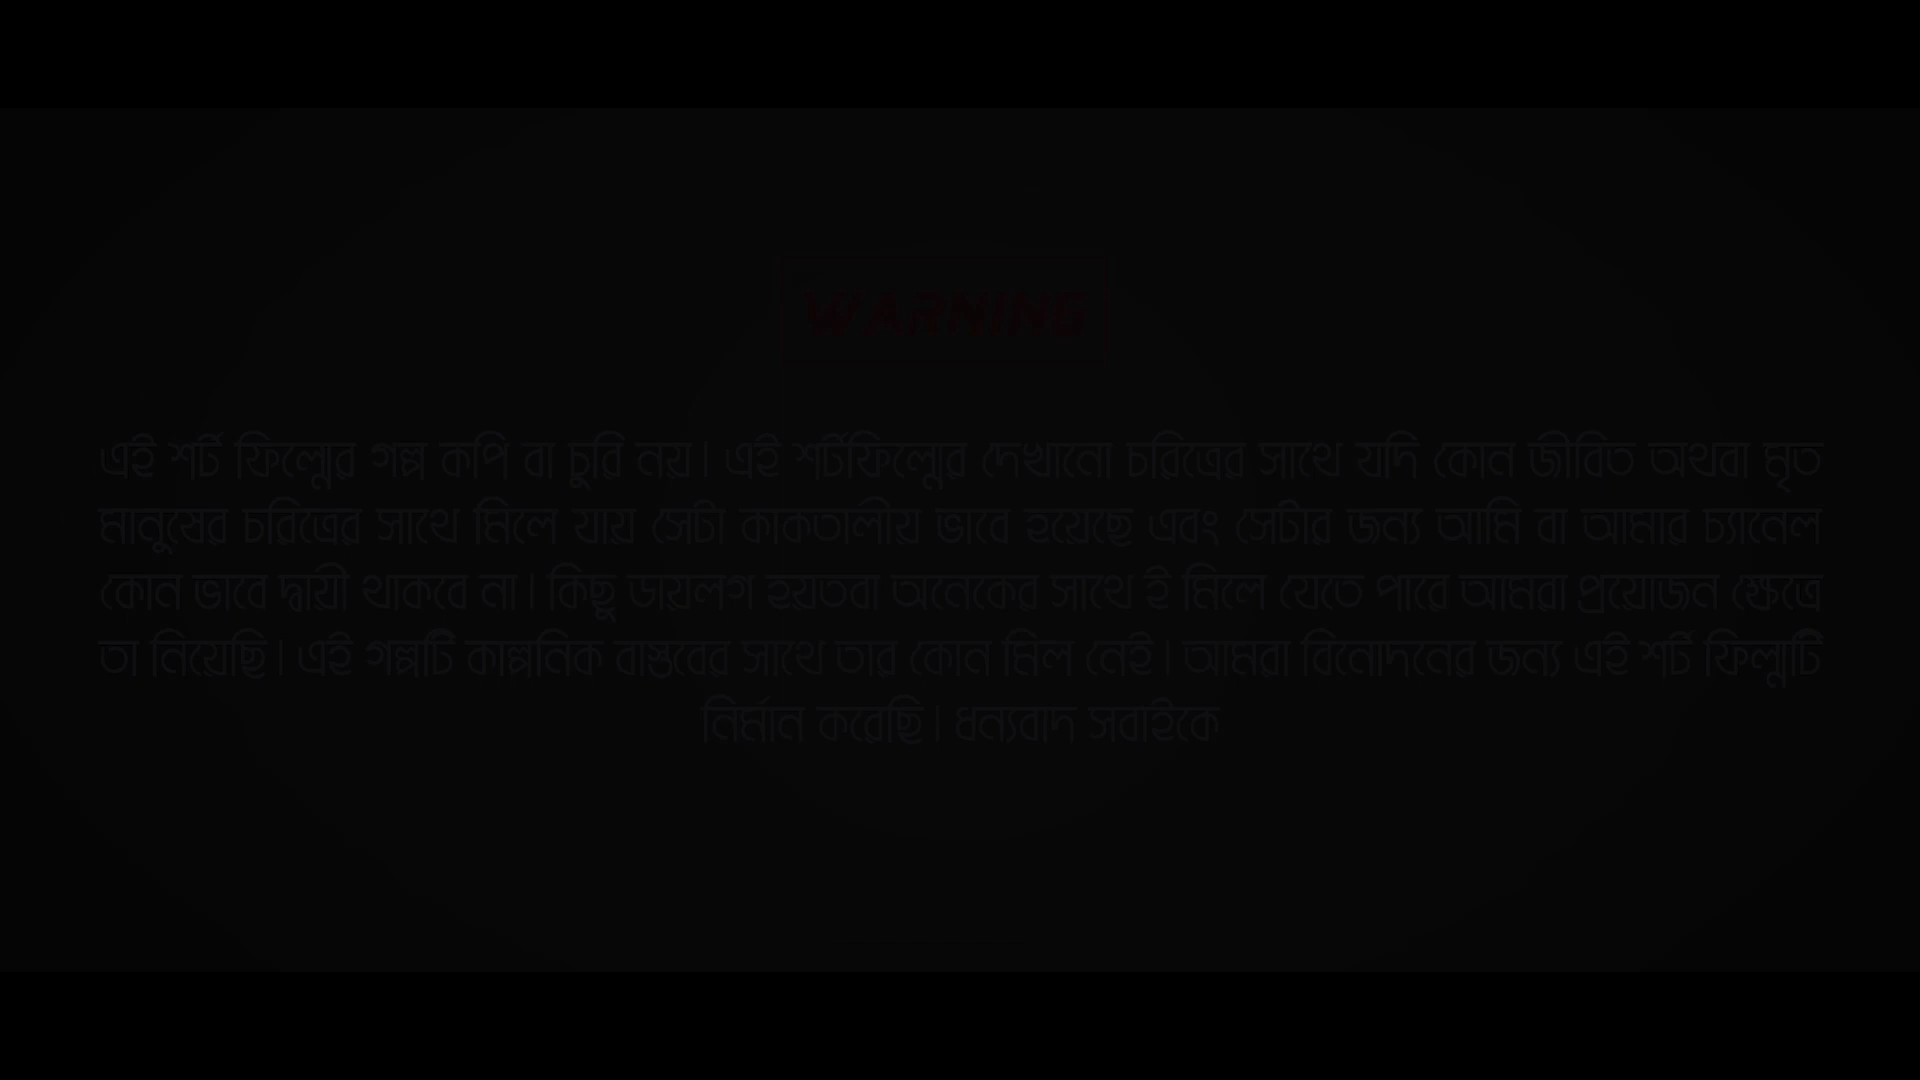 WARNING
এই শর্ট ফিল্মের গল্প কপি বা চুরি নয়। এই শর্টফিল্মের দেখানো চরিত্রের সাথে যদি কোন জীবিত অথবা মৃত
মানুষের চরিত্রের সাথে মিলে যায় সেটা কাকতালীয় ভাবে হয়েছে এবং সেটার জন্য আমি বা আমার চ্যানেল
কোন ভাবে দ্বায়ী থাকবে না। কিছু ডায়লগ হয়তবা অনেকের সাথে ই মিলে যেতে পারে আমরা প্রয়োজন ক্ষেত্রে
তা নিয়েছি। এই গল্পটি কাল্পনিক বাস্তবের সাথে তার কোন মিল নেই। আমরা বিনোদনের জন্য এই শর্ট ফিল্মটি
নির্মান করেছি। ধন্যবাদ সবাইকে